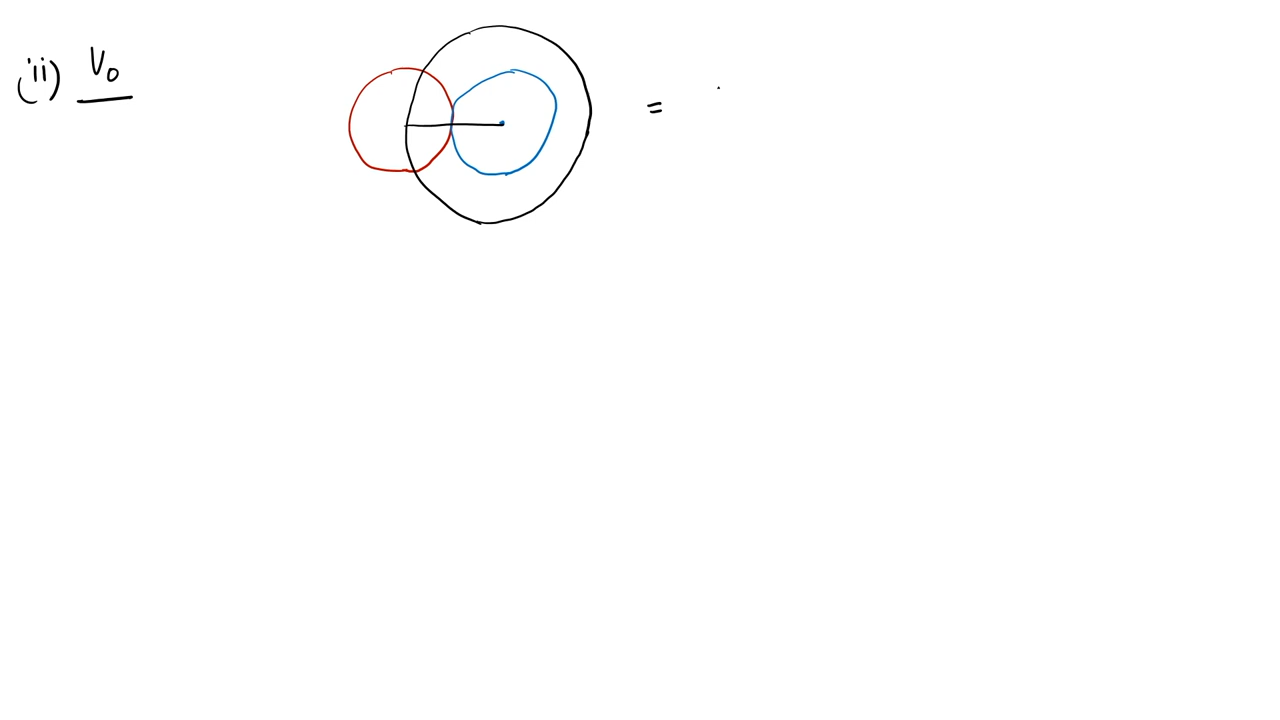 (ii) V₀
=